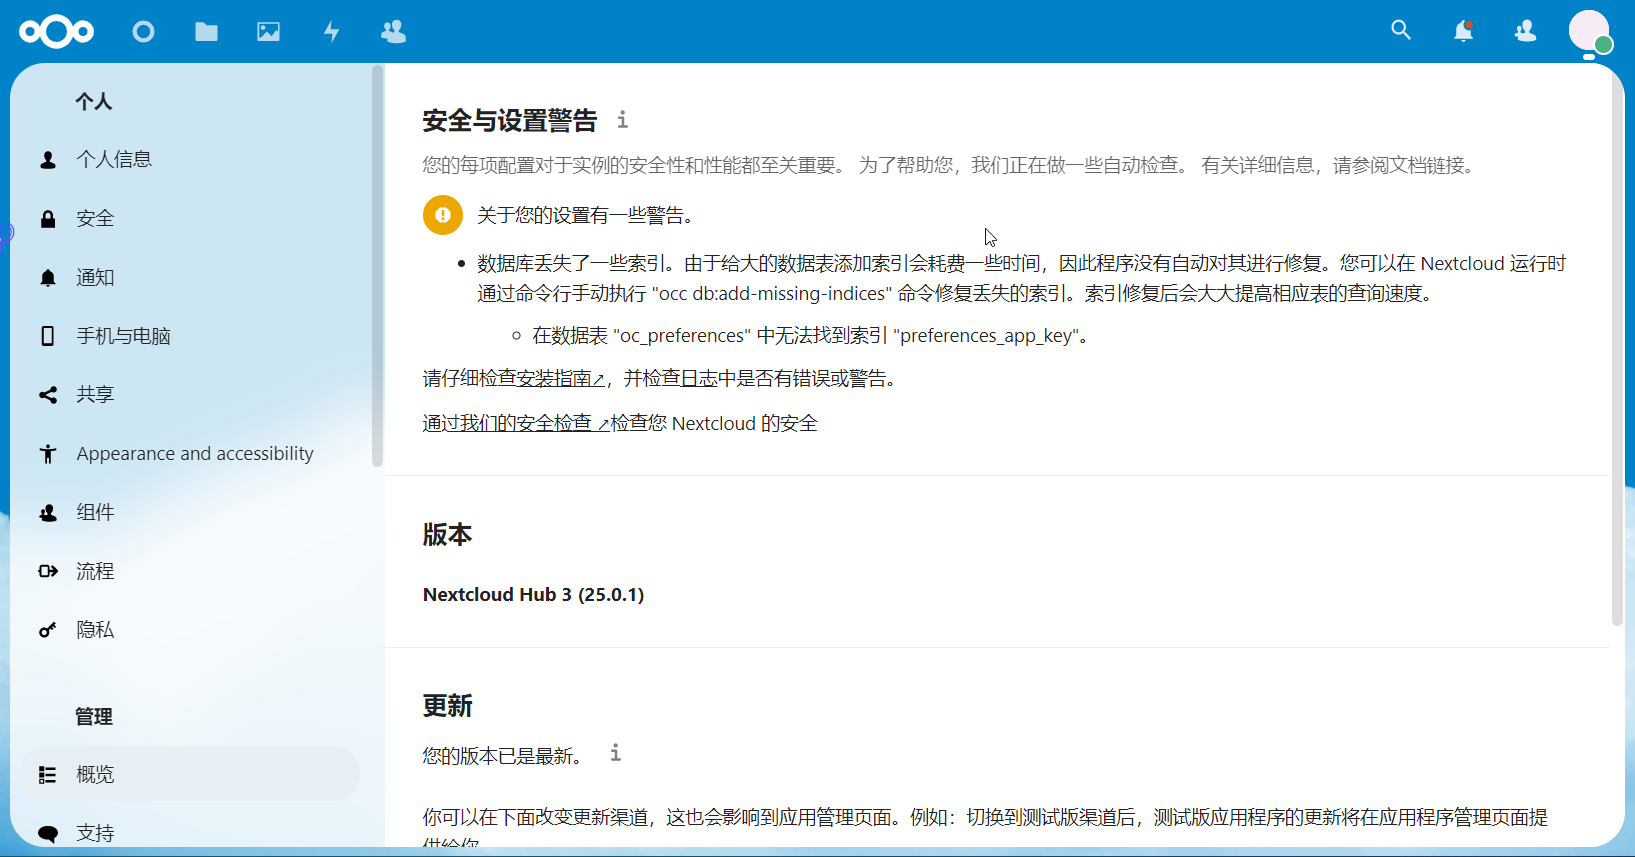 个人
个人信息
安全
通知
手机与电脑
共享
Appearance and accessibility
组件
流程
隐私
管理
概览
支持
安全与设置警告
您的每项配置对于实例的安全性和性能都至关重要。 为了帮助您，我们正在做一些自动检查。 有关详细信息，请参阅文档链接。
关于您的设置有一些警告。
数据库丢失了一些索引。由于给大的数据表添加索引会耗费一些时间，因此程序没有自动对其进行修复。您可以在 Nextcloud 运行时
通过命令行手动执行 "occ db:add-missing-indices" 命令修复丢失的索引。索引修复后会大大提高相应表的查询速度。
在数据表 "oc_preferences" 中无法找到索引 "preferences_app_key"。
请仔细检查安装指南↗，并检查日志中是否有错误或警告。
通过我们的安全检查 ↗检查您 Nextcloud 的安全
版本
Nextcloud Hub 3 (25.0.1)
更新
您的版本已是最新。
你可以在下面改变更新渠道，这也会影响到应用管理页面。例如：切换到测试版渠道后，测试版应用程序的更新将在应用程序管理页面提
供给你